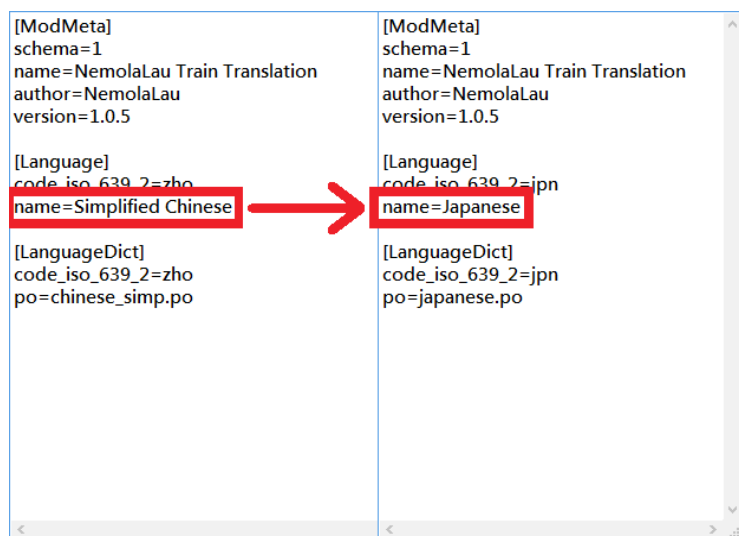 [ModMeta]
schema=1
name=NemolaLau Train Translation
author=NemolaLau
version=1.0.5
[Language]
code_iso_639_2=zho
name=Simplified Chinese
[LanguageDict]
code_iso_639_2=zho
po=chinese_simp.po
[ModMeta]
schema=1
name=NemolaLau Train Translation
author=NemolaLau
version=1.0.5
[Language]
code_iso_639_2=jpn
name=Japanese
[LanguageDict]
code_iso_639_2=jpn
po=japanese.po